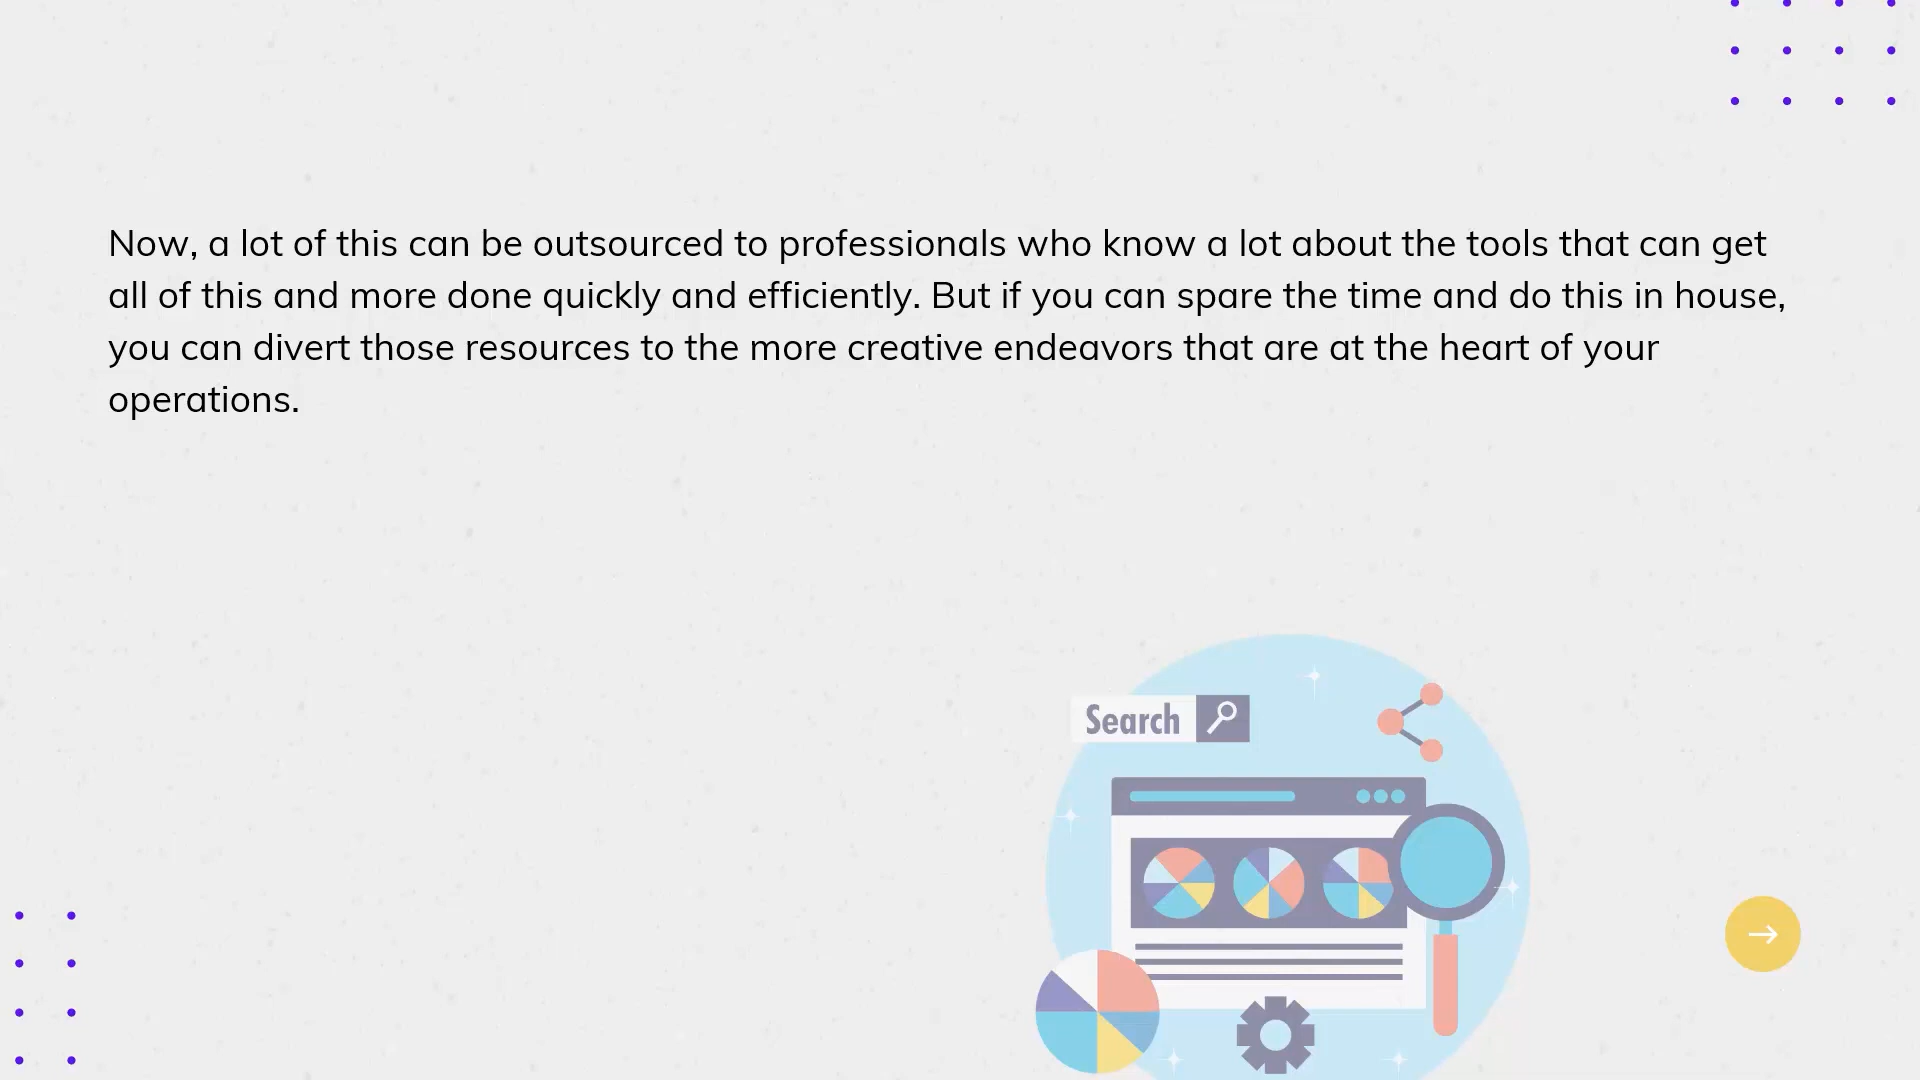 Now, a lot of this can be outsourced to professionals who know a lot about the tools that can get
all of this and more done quickly and efficiently. But if you can spare the time and do this in house,
you can divert those resources to the more creative endeavors that are at the heart of your
operations.
Search